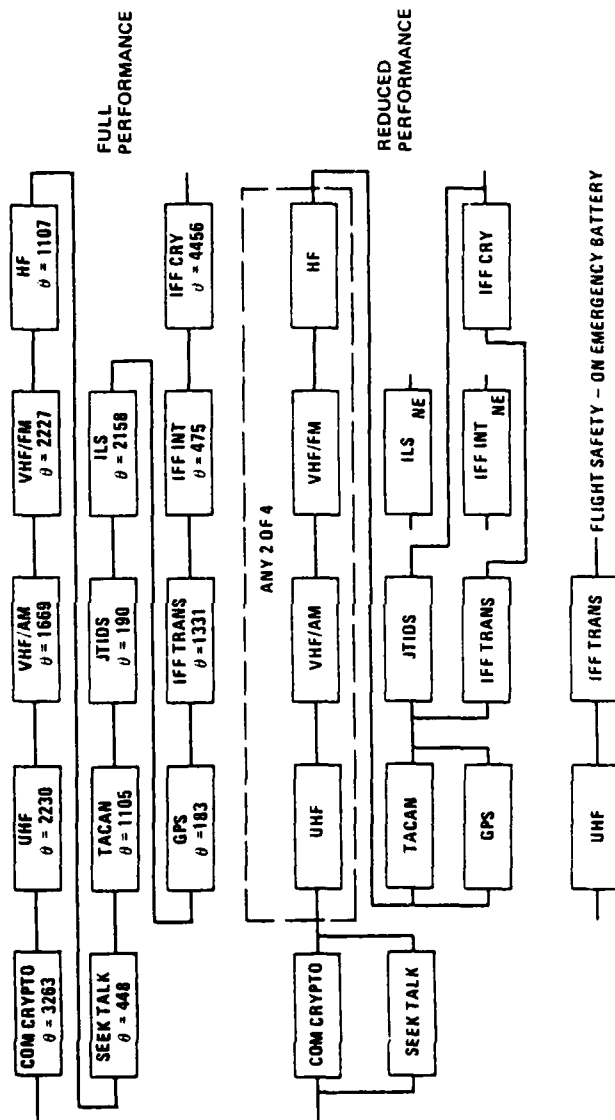 COM CRYPTO
θ = 3263
UHF
θ = 2230
VHF/AM
θ = 1669
VHF/FM
θ = 2227
HF
θ = 1107
SEEK TALK
θ = 448
TACAN
θ = 1105
JTIDS
θ = 190
ILS
θ = 2158
GPS
θ =183
IFF TRANS
θ =1331
IFF INT
θ = 475
IFF CRY
θ = 4456
FULL
PERFORMANCE
ANY 2 OF 4
COM CRYPTO
UHF
VHF/AM
VHF/FM
HF
SEEK TALK
TACAN
JTIDS
ILS
NE
GPS
IFF TRANS
IFF INT
NE
IFF CRY
REDUCED
PERFORMANCE
UHF
IFF TRANS
FLIGHT SAFETY – ON EMERGENCY BATTERY